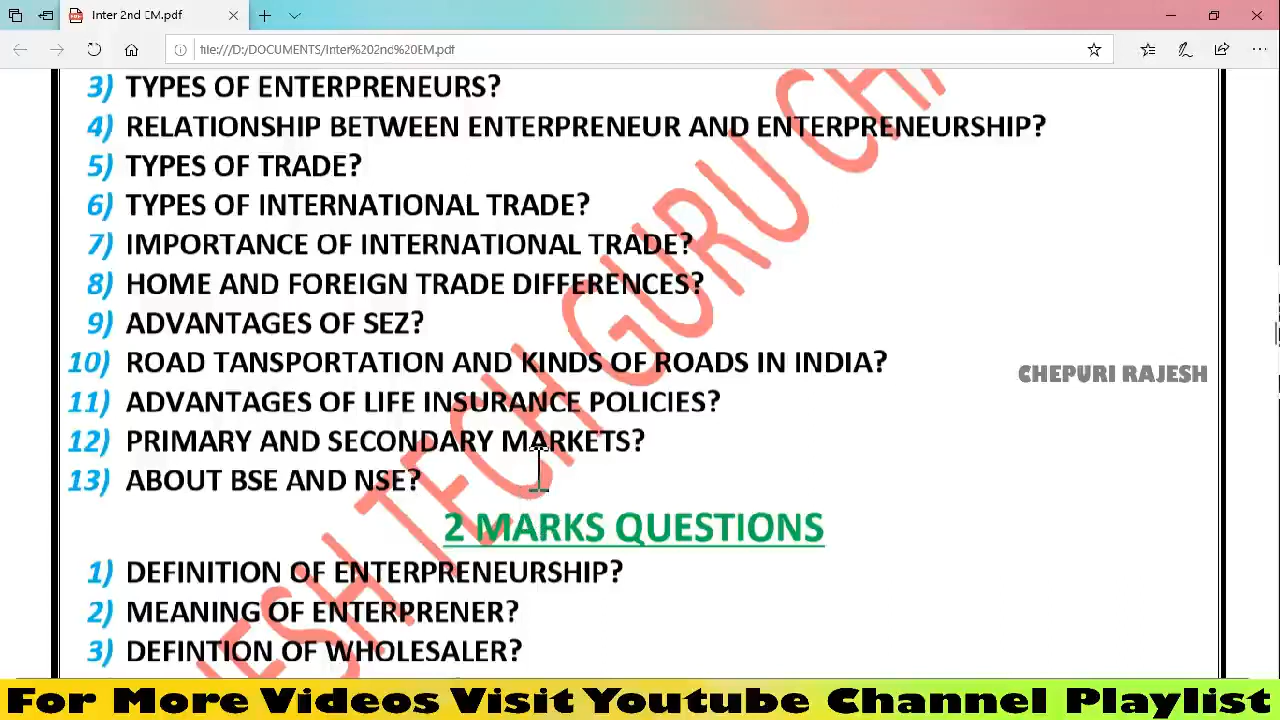 Inter 2nd EM.pdf
file:///D:/DOCUMENTS/Inter%202nd%20EM.pdf
3) TYPES OF ENTERPRENEURS?
4) RELATIONSHIP BETWEEN ENTERPRENEUR AND ENTERPRENEURSHIP?
5) TYPES OF TRADE?
6) TYPES OF INTERNATIONAL TRADE?
7) IMPORTANCE OF INTERNATIONAL TRADE?
8) HOME AND FOREIGN TRADE DIFFERENCES?
9) ADVANTAGES OF SEZ?
10) ROAD TANSPORTATION AND KINDS OF ROADS IN INDIA?
CHEPURI RAJESH
11) ADVANTAGES OF LIFE INSURANCE POLICIES?
12) PRIMARY AND SECONDARY MARKETS?
13) ABOUT BSE AND NSE?
2 MARKS QUESTIONS
1) DEFINITION OF ENTERPRENEURSHIP?
2) MEANING OF ENTERPRENER?
3) DEFINTION OF WHOLESALER?
TECH GURU
For More Videos Visit Youtube Channel Playlist